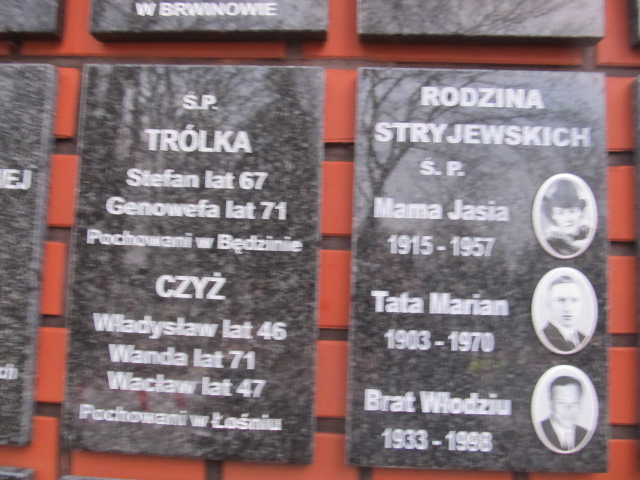 W BRWINOWIE
Ś.P.
TRÓLKA
Stefan lat 67
Genowefa lat 71
Pochowani w Będzinie
CZYŻ
Władysław lat 46
Wanda lat 71
Wacław lat 47
Pochowani w Łośniu
RODZINA
STRYJEWSKICH
Ś. P.
Mama Jasia
1915 - 1957
Tata Marian
1903 - 1970
Brat Włodziu
1933 - 1998